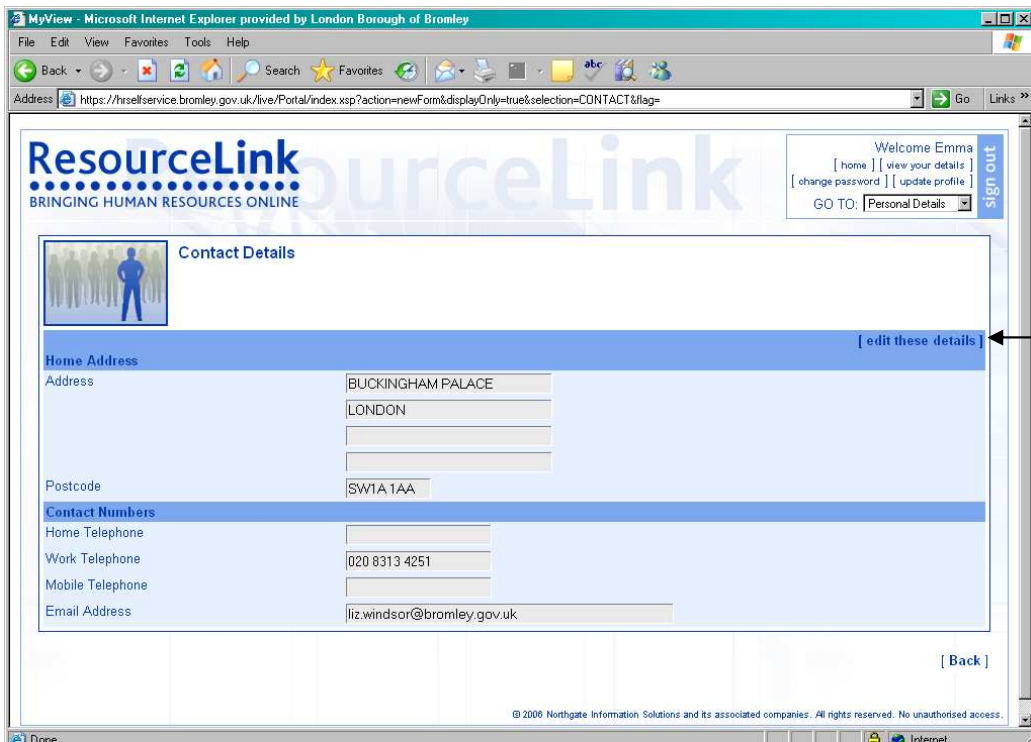 MyView - Microsoft Internet Explorer provided by London Borough of Bromley
File Edit View Favorites Tools Help
Back Search Favorites abc
Address https://hrselfservice.bromley.gov.uk/live/Portal/index.xsp?action=newForm&displayOnly=true&selection=CONTACT&flag= Go Links »
ResourceLink
BRINGING HUMAN RESOURCES ONLINE
ResourceLink
Welcome Emma
[ home ] [ view your details ]
[ change password ] [ update profile ]
GO TO: Personal Details
sign out
Contact Details
[ edit these details ]
Home Address
Address BUCKINGHAM PALACE
LONDON
Postcode SW1A 1AA
Contact Numbers
Home Telephone
Work Telephone 020 8313 4251
Mobile Telephone
Email Address liz.windsor@bromley.gov.uk
[ Back ]
© 2006 Northgate Information Solutions and its associated companies. All rights reserved. No unauthorised access.
Done Internet